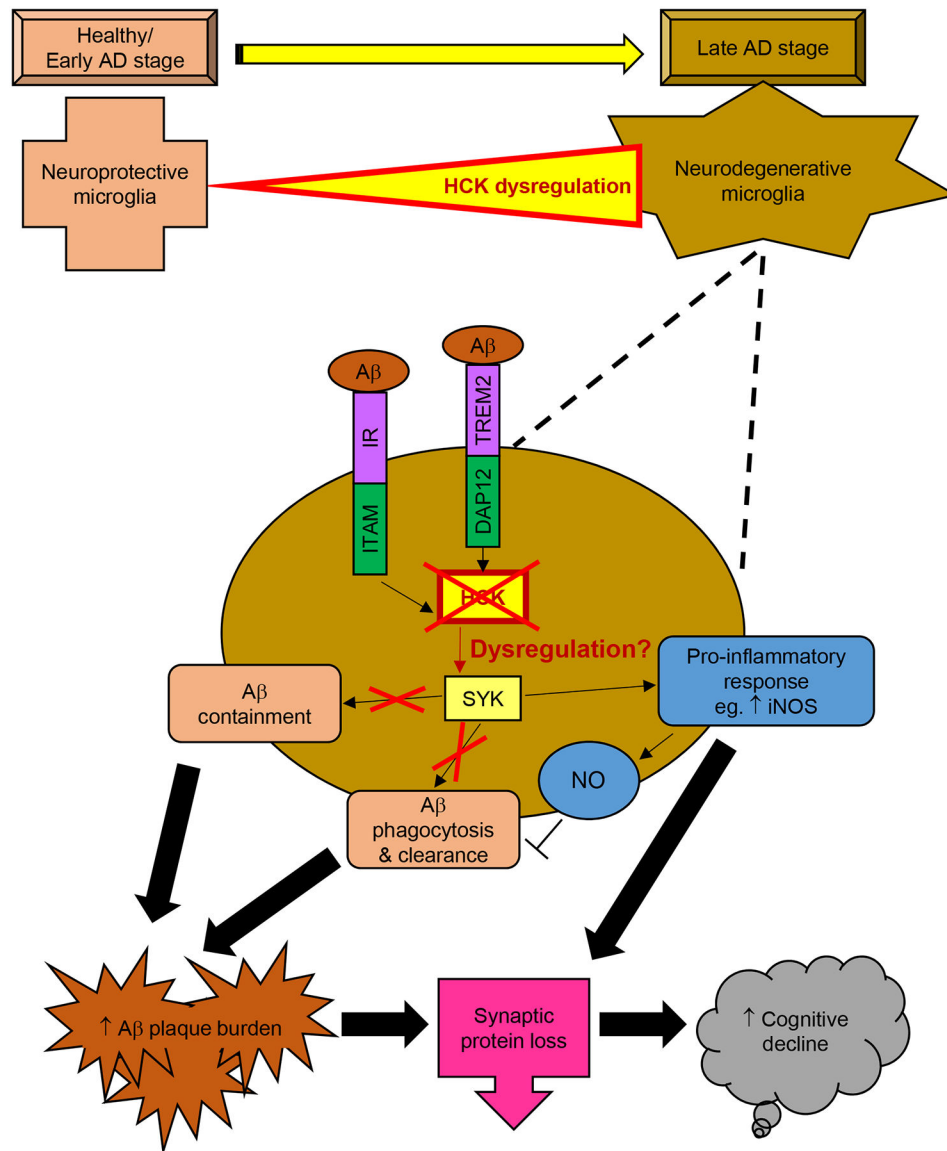 Healthy/
Early AD stage
Late AD stage
Neuroprotective
microglia
HCK dysregulation
Neurodegenerative
microglia
Aβ
Aβ
IR
TREM2
ITAM
DAP12
HCK
Dysregulation?
SYK
Aβ
containment
Pro-inflammatory
response
eg. ↑ iNOS
NO
Aβ
phagocytosis
& clearance
↑ Aβ plaque burden
Synaptic
protein loss
↑ Cognitive
decline